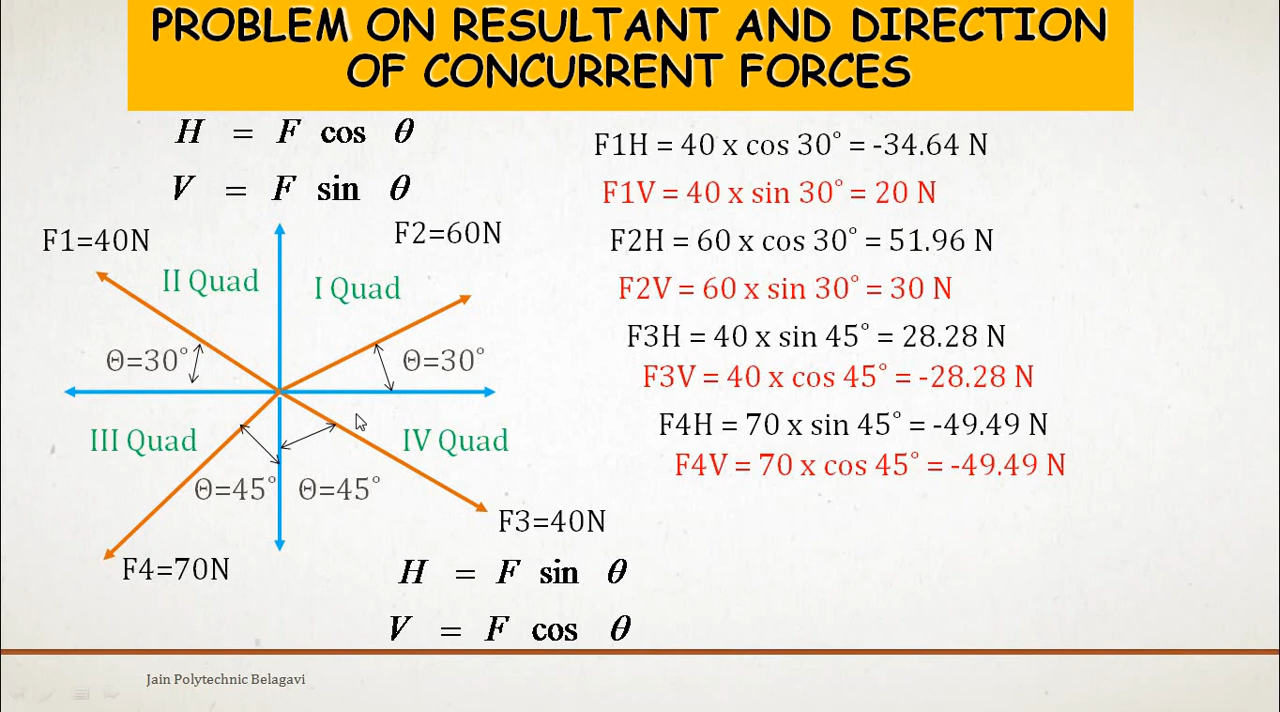 PROBLEM ON RESULTANT AND DIRECTION
OF CONCURRENT FORCES
H = F cos θ
V = F sin θ
F1=40N
F2=60N
II Quad
I Quad
Θ=30°
Θ=30°
III Quad
IV Quad
Θ=45°
Θ=45°
F3=40N
F4=70N
H = F sin θ
V = F cos θ
F1H = 40 x cos 30° = -34.64 N
F1V = 40 x sin 30° = 20 N
F2H = 60 x cos 30° = 51.96 N
F2V = 60 x sin 30° = 30 N
F3H = 40 x sin 45° = 28.28 N
F3V = 40 x cos 45° = -28.28 N
F4H = 70 x sin 45° = -49.49 N
F4V = 70 x cos 45° = -49.49 N
Jain Polytechnic Belagavi